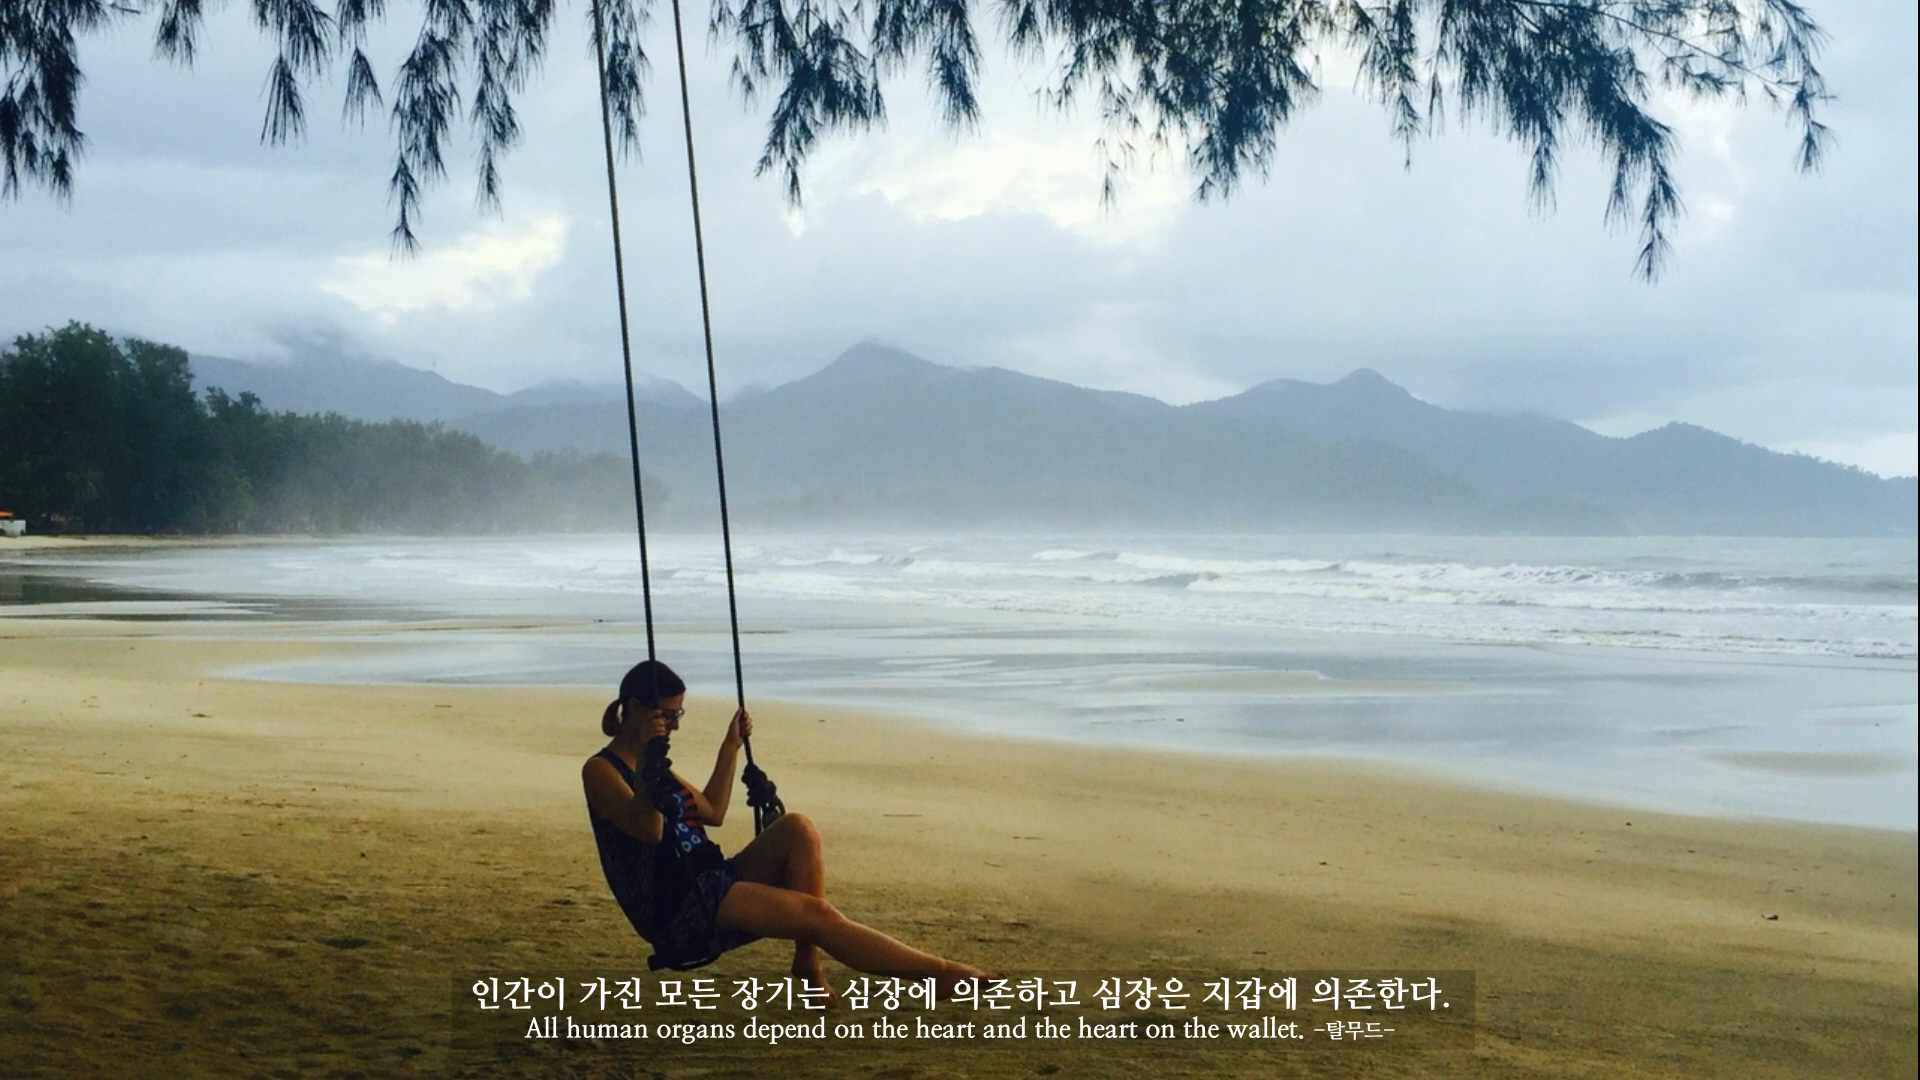 인간이 가진 모든 장기는 심장에 의존하고 심장은 지갑에 의존한다.
All human organs depend on the heart and the heart on the wallet. -탈무드-